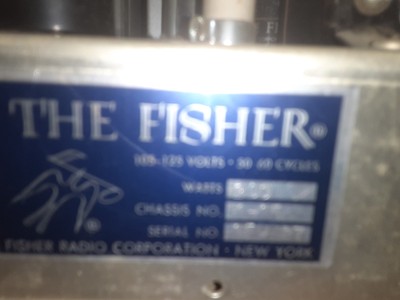 THE FISHER®
105-125 VOLTS · 50 60 CYCLES
WATTS
CHASSIS NO.
SERIAL NO.
®
FISHER RADIO CORPORATION · NEW YORK